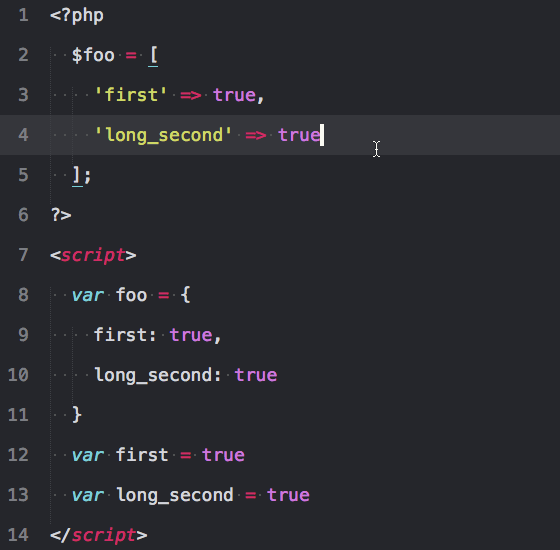 1 <?php
2   $foo = [
3     'first' => true,
4     'long_second' => true
5   ];
6 ?>
7 <script>
8   var foo = {
9     first: true,
10     long_second: true
11   }
12   var first = true
13   var long_second = true
14 </script>